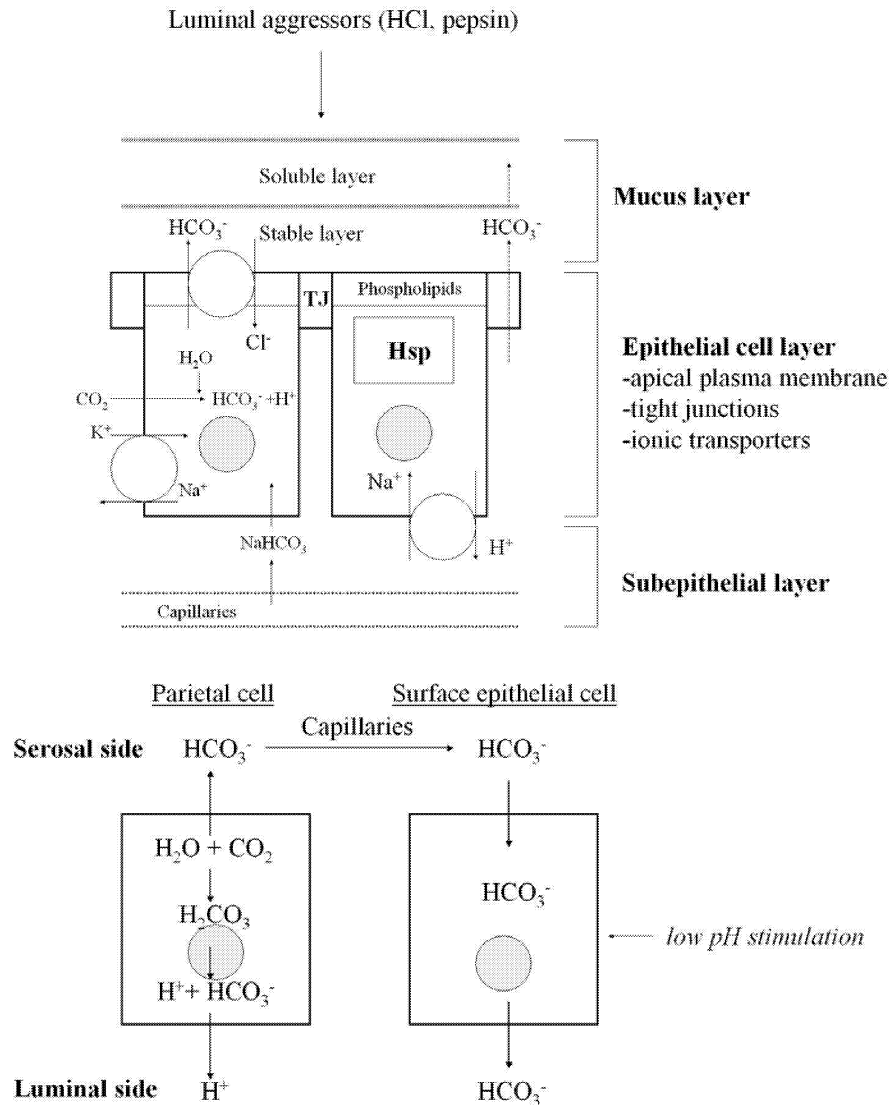 Luminal aggressors (HCl, pepsin)
Soluble layer
Mucus layer
HCO₃⁻
Stable layer
HCO₃⁻
TJ
Phospholipids
Cl⁻
Hsp
H₂O
Epithelial cell layer
-apical plasma membrane
-tight junctions
-ionic transporters
CO₂
HCO₃⁻ +H⁺
K⁺
Na⁺
Na⁺
NaHCO₃
H⁺
Subepithelial layer
Capillaries
Parietal cell
Surface epithelial cell
Capillaries
Serosal side
HCO₃⁻
HCO₃⁻
H₂O + CO₂
HCO₃⁻
H₂CO₃
low pH stimulation
H⁺+ HCO₃⁻
Luminal side
H⁺
HCO₃⁻